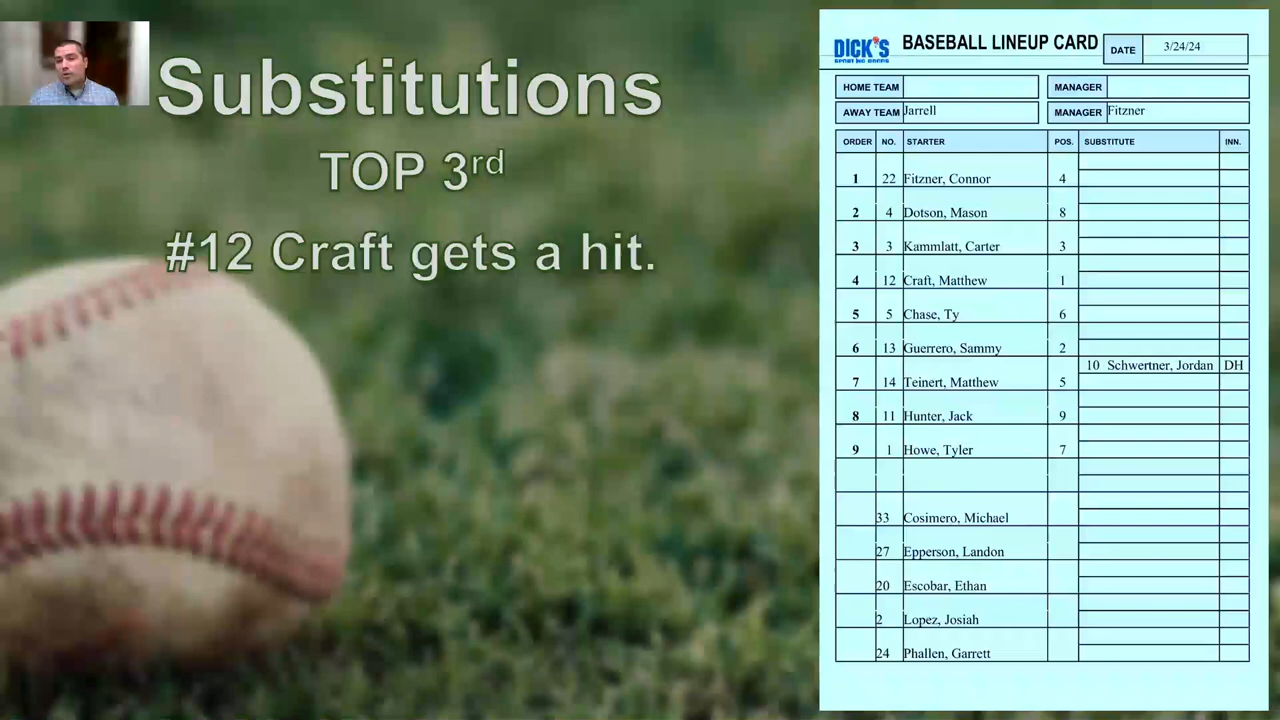 Substitutions
TOP 3rd
#12 Craft gets a hit.
DICK'S
BASEBALL LINEUP CARD
DATE 3/24/24
HOME TEAM MANAGER
AWAY TEAM Jarrell MANAGER Fitzner
ORDER NO. STARTER POS. SUBSTITUTE INN.
1 22 Fitzner, Connor 4
2 4 Dotson, Mason 8
3 3 Kammlatt, Carter 3
4 12 Craft, Matthew 1
5 5 Chase, Ty 6
6 13 Guerrero, Sammy 2
10 Schwertner, Jordan DH
7 14 Teinert, Matthew 5
8 11 Hunter, Jack 9
9 1 Howe, Tyler 7
33 Cosimero, Michael
27 Epperson, Landon
20 Escobar, Ethan
2 Lopez, Josiah
24 Phallen, Garrett